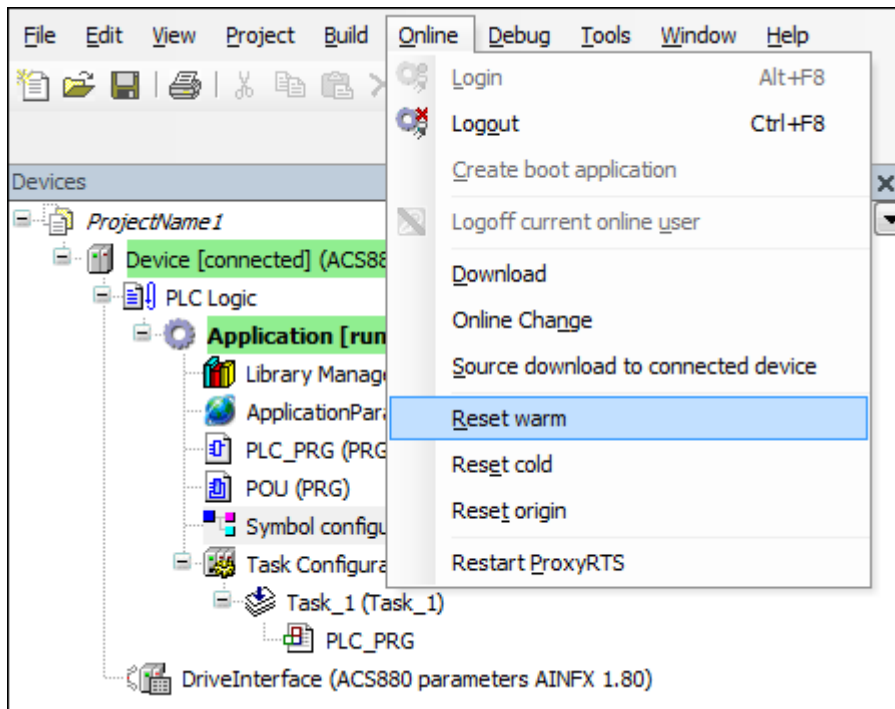 File Edit View Project Build Online Debug Tools Window Help
Login Alt+F8
Logout Ctrl+F8
Create boot application
Logoff current online user
Download
Online Change
Source download to connected device
Reset warm
Reset cold
Reset origin
Restart ProxyRTS
Devices
ProjectName1
Device [connected] (ACS88
PLC Logic
Application [run
Library Manag
ApplicationPara
PLC_PRG (PRG
POU (PRG)
Symbol configu
Task Configura
Task_1 (Task_1)
PLC_PRG
DriveInterface (ACS880 parameters AINFX 1.80)